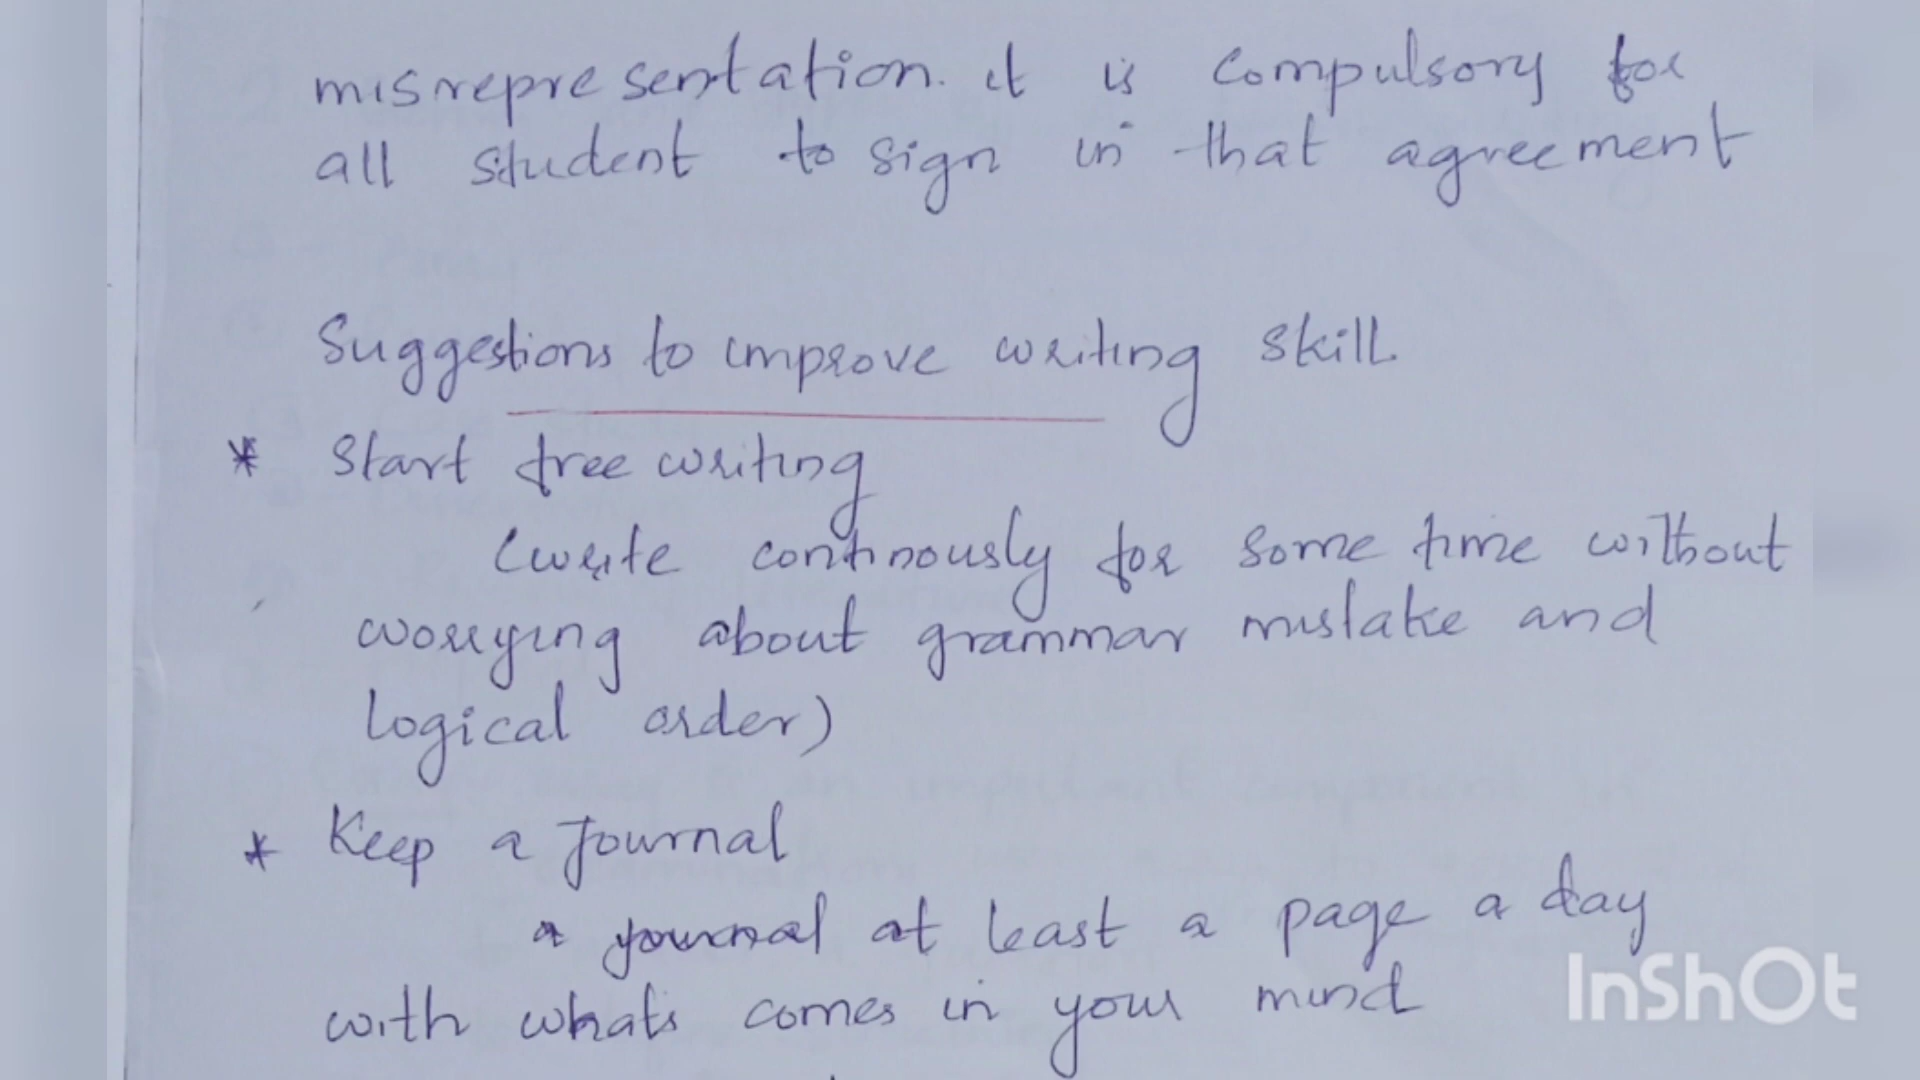 misrepresentation. it is compulsory for
all student to sign in that agreement
Suggestions to improve writing skill
* Start free writing
(write continously for some time without
worrying about grammar mistake and
logical order)
* Keep a Journal
a journal at least a page a day
with whats comes in your mind
InShOt